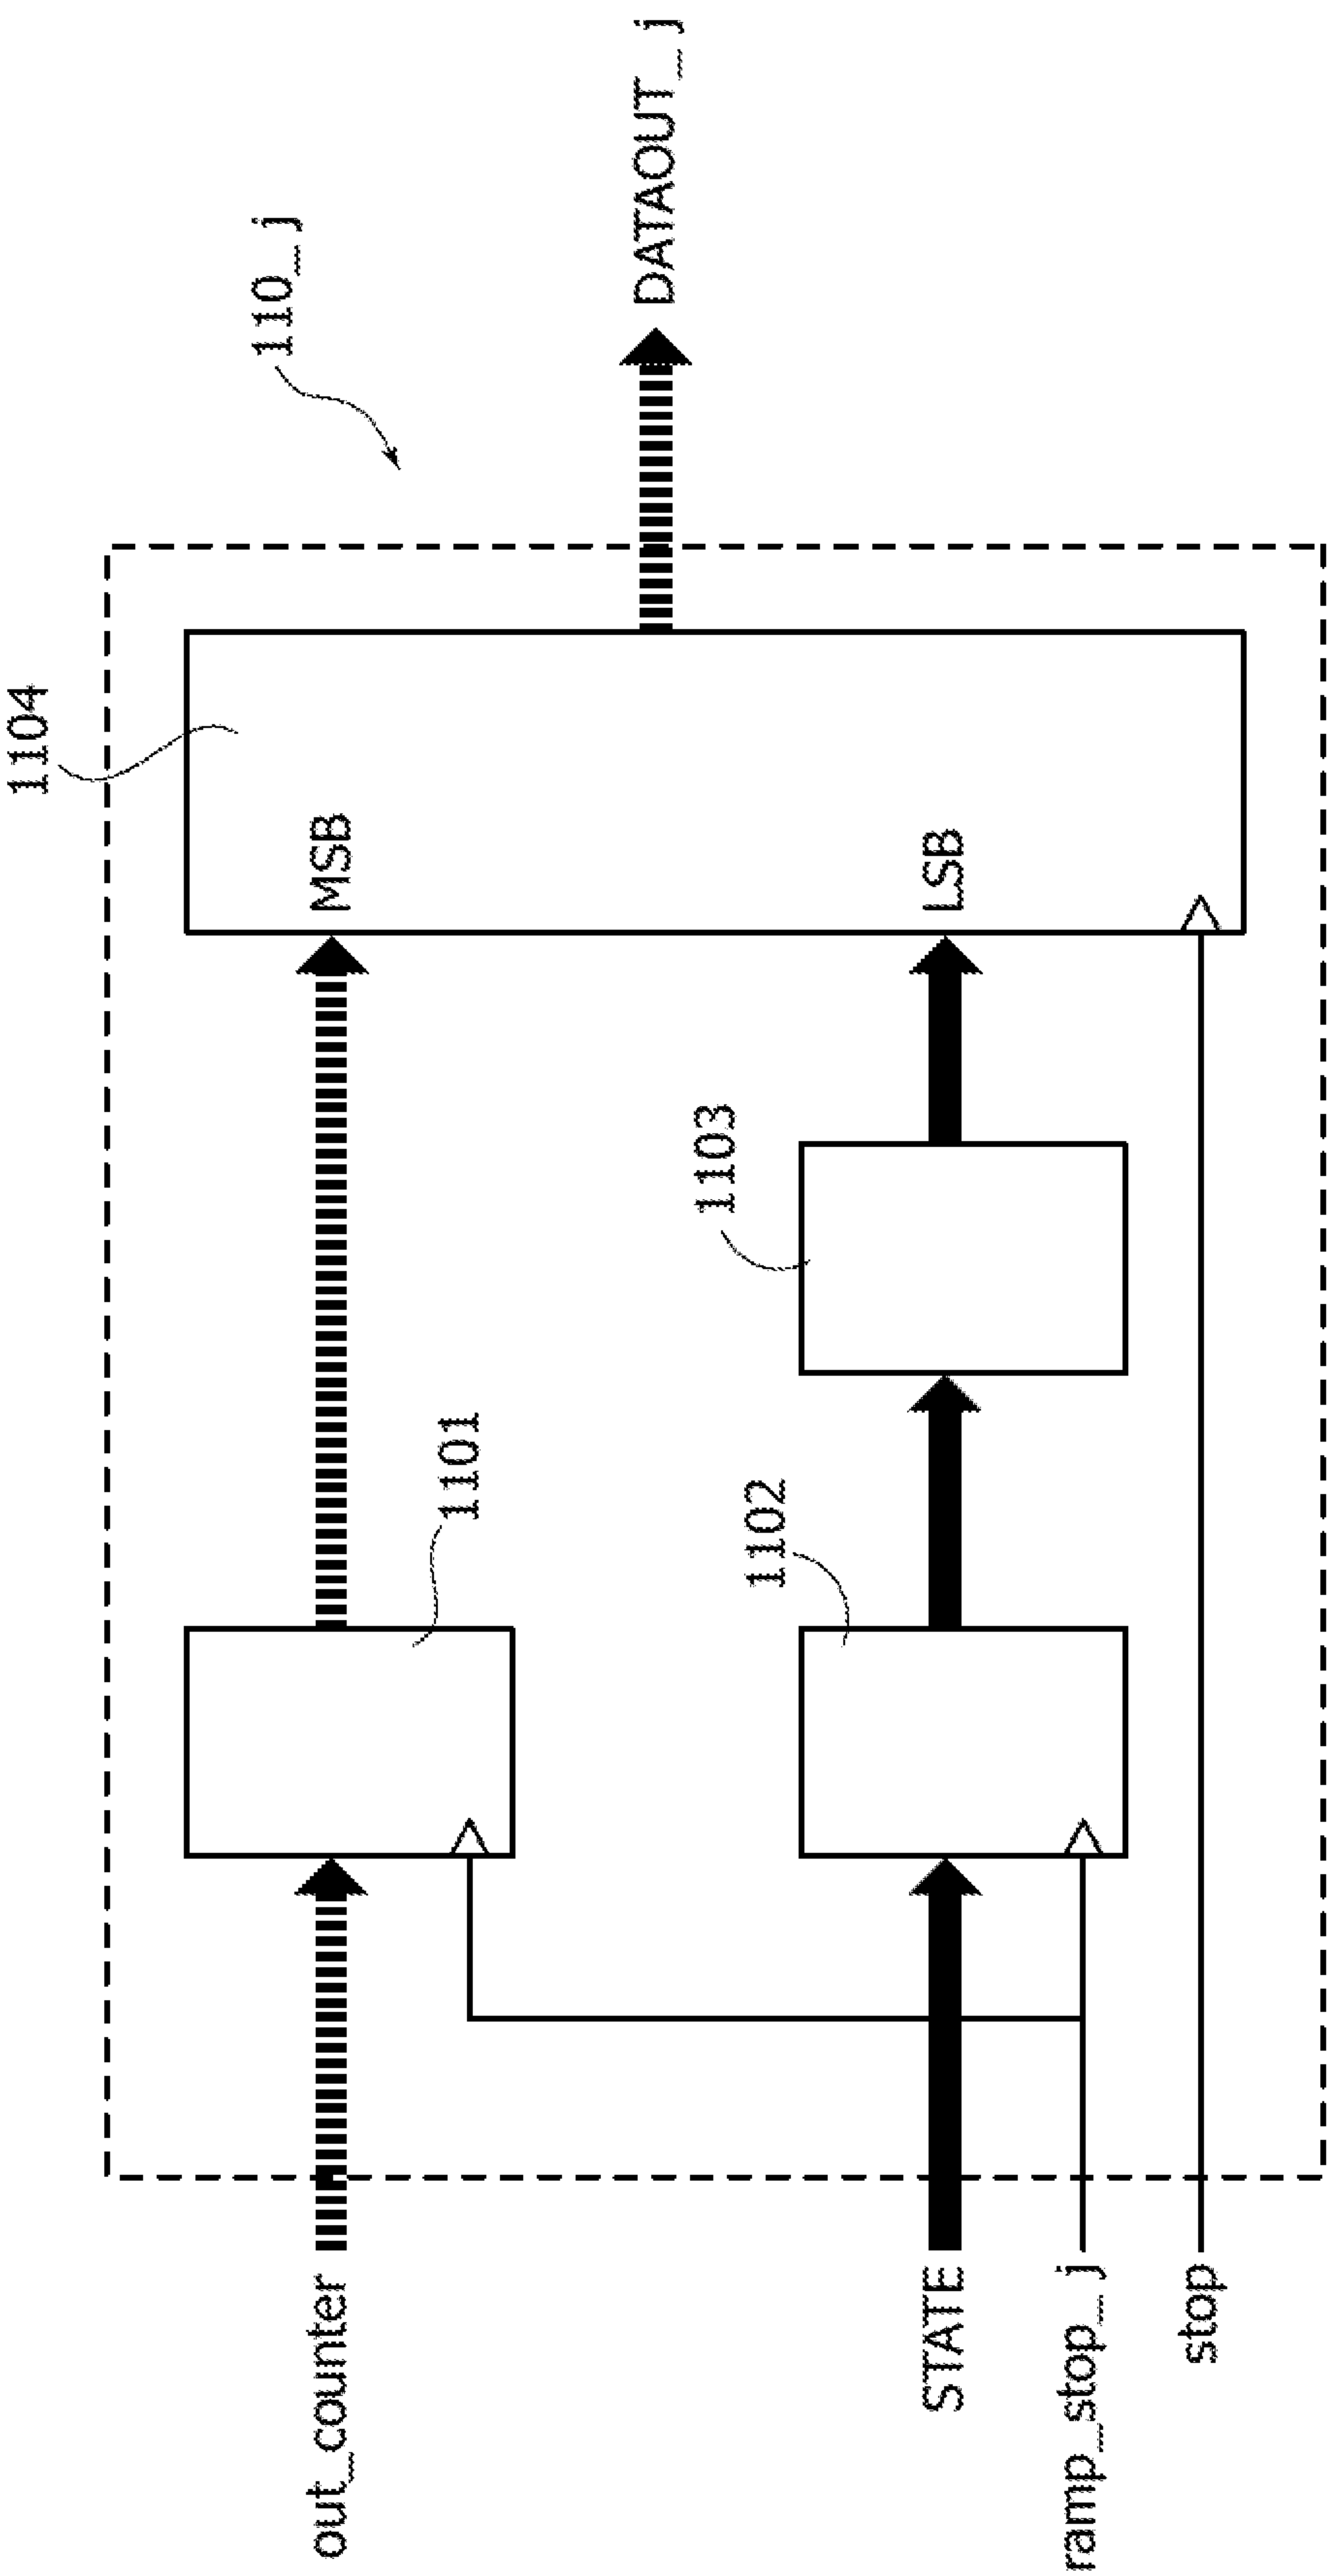 110_j
1104
MSB
DATAOUT_j
LSB
1101
1103
1102
out_counter
STATE
ramp_stop_j
stop